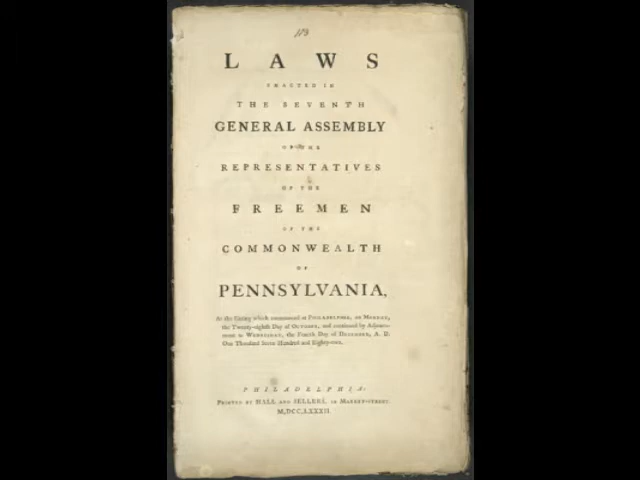 LAWS
ENACTED IN
THE SEVENTH
GENERAL ASSEMBLY
OF THE
REPRESENTATIVES
OF THE
FREEMEN
OF THE
COMMONWEALTH
OF
PENNSYLVANIA,
At the Sitting which commenced at PHILADELPHIA, on MONDAY,
the Twenty-eighth Day of OCTOBER, and continued by Adjourn-
ment to WEDNESDAY, the Fourth Day of DECEMBER, A. D.
One Thousand Seven Hundred and Eighty-two.
PHILADELPHIA:
PRINTED BY HALL AND SELLERS, IN MARKET-STREET.
M,DCC,LXXXII.